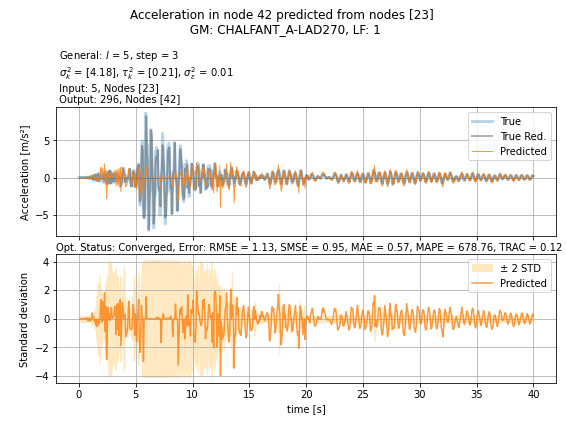 Acceleration in node 42 predicted from nodes [23]
GM: CHALFANT_A-LAD270, LF: 1
General: l = 5, step = 3
σ²ₖ = [4.18], τ²ₖ = [0.21], σ²ε = 0.01
Input: 5, Nodes [23]
Output: 296, Nodes [42]
Acceleration [m/s²]
5
0
−5
True
True Red.
Predicted
Opt. Status: Converged, Error: RMSE = 1.13, SMSE = 0.95, MAE = 0.57, MAPE = 678.76, TRAC = 0.12
Standard deviation
4
2
0
−2
−4
± 2 STD
Predicted
0 5 10 15 20 25 30 35 40
time [s]